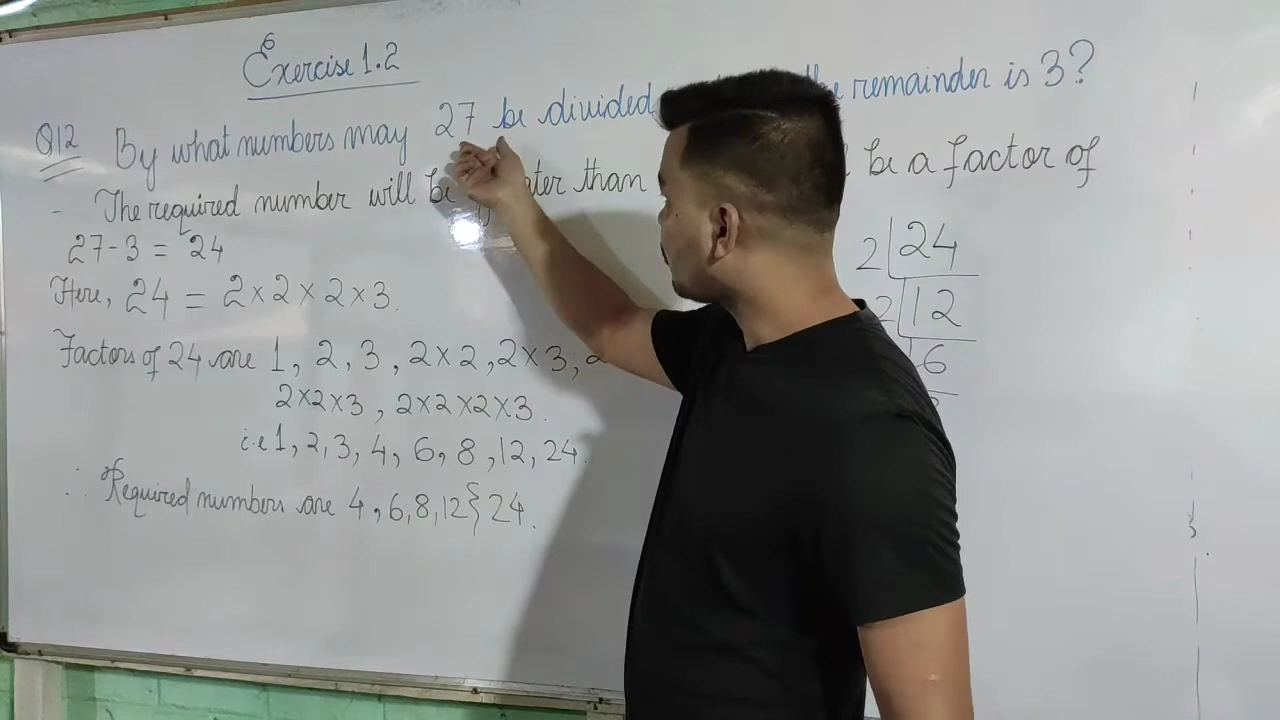 Exercise 1.2
Q12 By what numbers may 27 be divided remainder is 3?
- The required number will be than be a factor of
27-3 = 24
Here, 24 = 2×2×2×3.
Factors of 24 are 1, 2, 3, 2×2, 2×3,
2×2×3, 2×2×2×3.
i.e 1, 2, 3, 4, 6, 8, 12, 24.
∴ Required numbers are 4, 6, 8, 12 } 24.
2 24
2 12
6